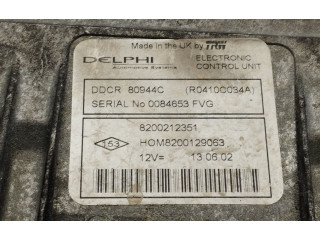 Made in the UK by TRW
DELPHI ELECTRONIC
Automotive Systems CONTROL UNIT
DDCR 80944C (R0410C034A)
SERIAL No 0084653 FVG
8200212351
153 HOM8200129063
12V= 13.06.02